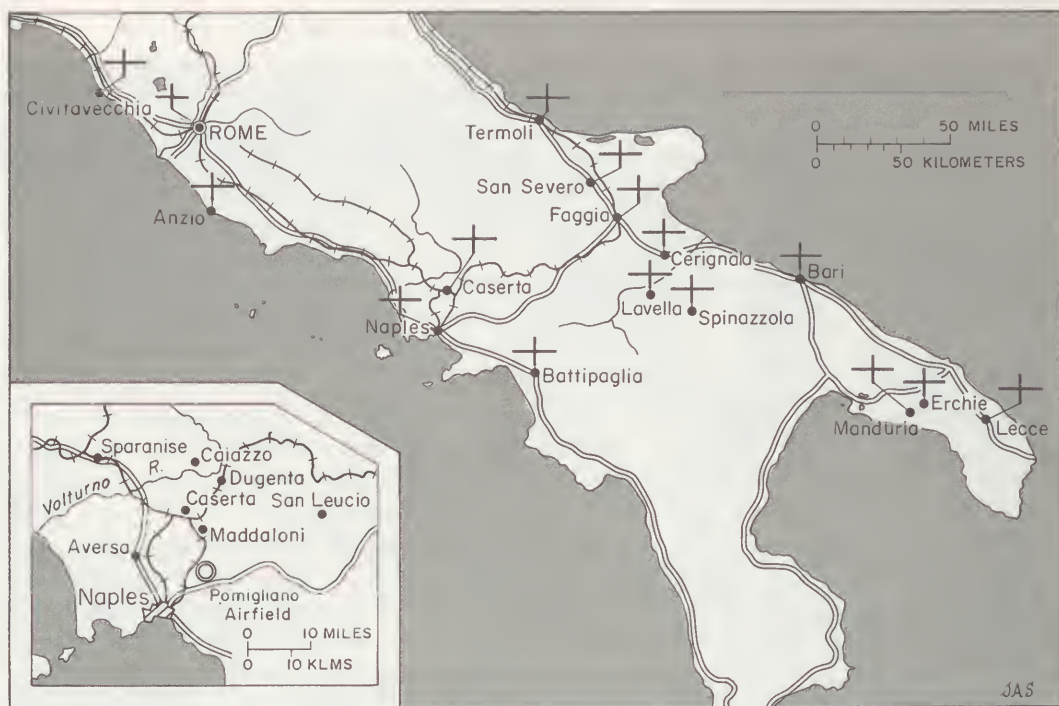 Civitavecchia
ROME
Anzio
Termoli
San Severo
Faggia
Cerignola
Bari
Lavella
Spinazzola
Caserta
Naples
Battipaglia
Manduria
Erchie
Lecce
0 50 MILES
0 50 KILOMETERS
Sparanise
R.
Caiazzo
Volturno
Dugenta
Caserta
San Leucio
Maddaloni
Aversa
Naples
Pomigliano
Airfield
0 10 MILES
0 10 KLMS
JAS